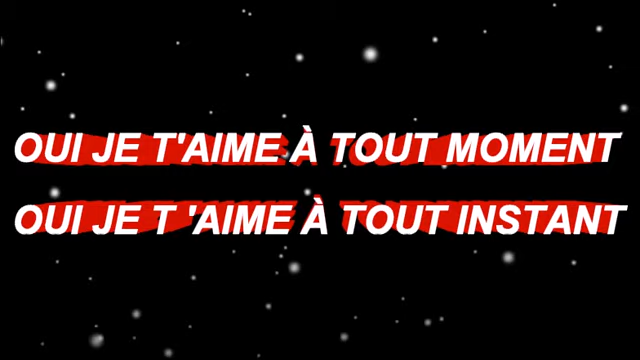 OUI JE T'AIME À TOUT MOMENT
OUI JE T 'AIME À TOUT INSTANT